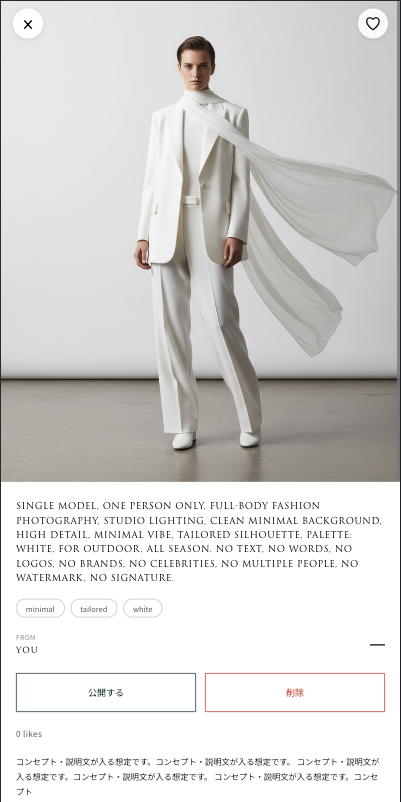 SINGLE MODEL, ONE PERSON ONLY, FULL-BODY FASHION
PHOTOGRAPHY, STUDIO LIGHTING, CLEAN MINIMAL BACKGROUND,
HIGH DETAIL, MINIMAL VIBE, TAILORED SILHOUETTE, PALETTE:
WHITE, FOR OUTDOOR, ALL SEASON. NO TEXT, NO WORDS, NO
LOGOS, NO BRANDS, NO CELEBRITIES, NO MULTIPLE PEOPLE, NO
WATERMARK, NO SIGNATURE.
minimal tailored white
FROM
YOU
公開する 削除
0 likes
コンセプト・説明文が入る想定です。コンセプト・説明文が入る想定です。 コンセプト・説明文が
入る想定です。コンセプト・説明文が入る想定です。 コンセプト・説明文が入る想定です。コンセ
プト